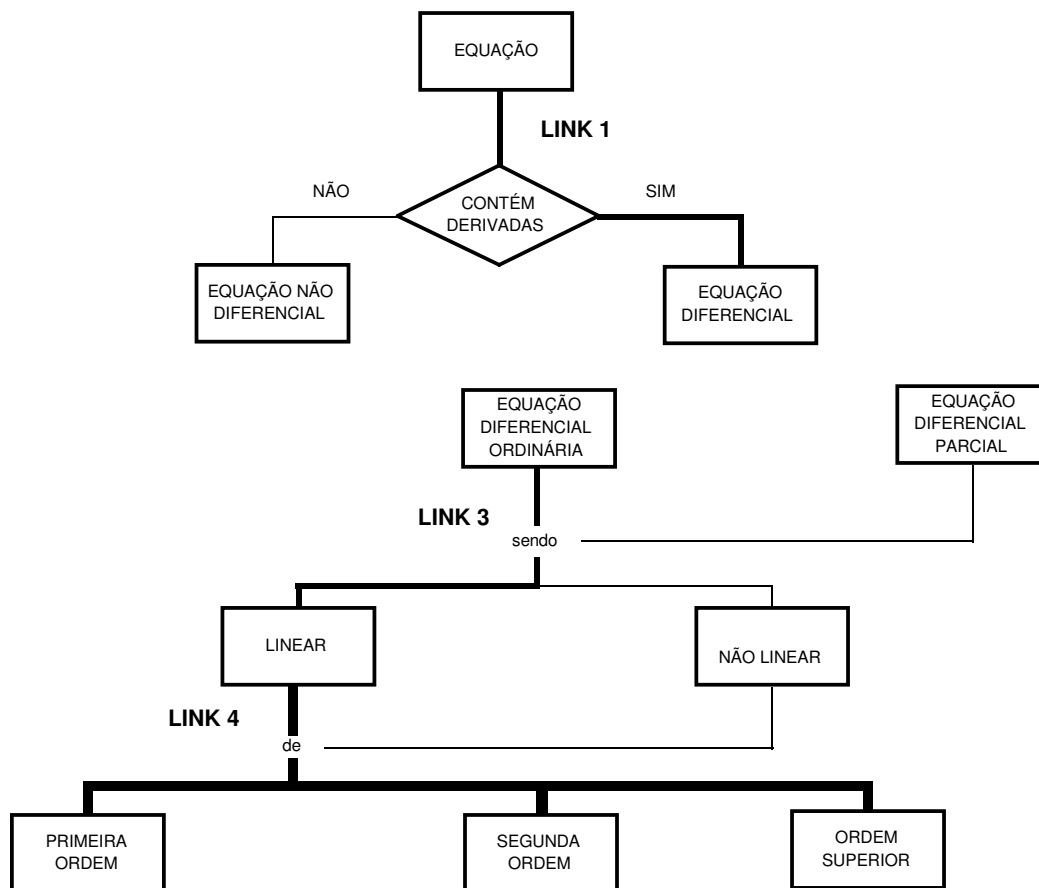 EQUAÇÃO
LINK 1
NÃO
CONTÉM
DERIVADAS
SIM
EQUAÇÃO NÃO
DIFERENCIAL
EQUAÇÃO
DIFERENCIAL
EQUAÇÃO
DIFERENCIAL
ORDINÁRIA
EQUAÇÃO
DIFERENCIAL
PARCIAL
LINK 3
sendo
LINEAR
NÃO LINEAR
LINK 4
de
PRIMEIRA
ORDEM
SEGUNDA
ORDEM
ORDEM
SUPERIOR